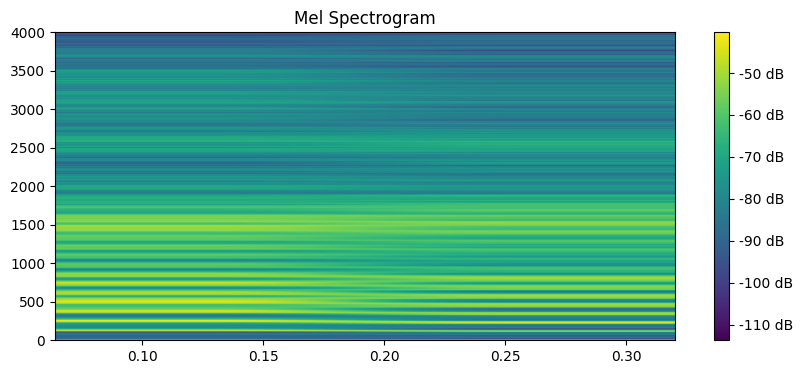 Mel Spectrogram
4000
3500
3000
2500
2000
1500
1000
500
0
0.10 0.15 0.20 0.25 0.30
-50 dB
-60 dB
-70 dB
-80 dB
-90 dB
-100 dB
-110 dB